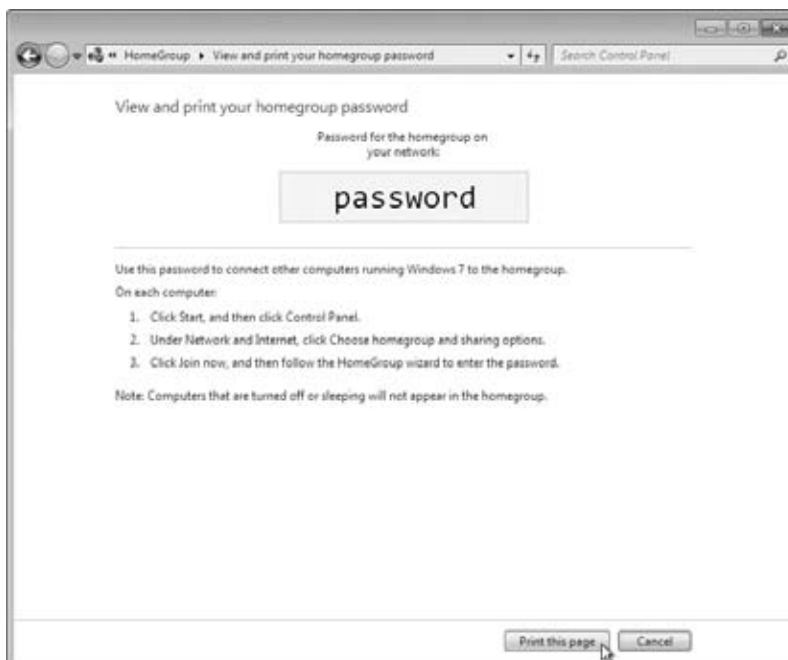 HomeGroup ▸ View and print your homegroup password
Search Control Panel
View and print your homegroup password
Password for the homegroup on
your network:
password
Use this password to connect other computers running Windows 7 to the homegroup.
On each computer:
1. Click Start, and then click Control Panel.
2. Under Network and Internet, click Choose homegroup and sharing options.
3. Click Join now, and then follow the HomeGroup wizard to enter the password.
Note: Computers that are turned off or sleeping will not appear in the homegroup.
Print this page
Cancel